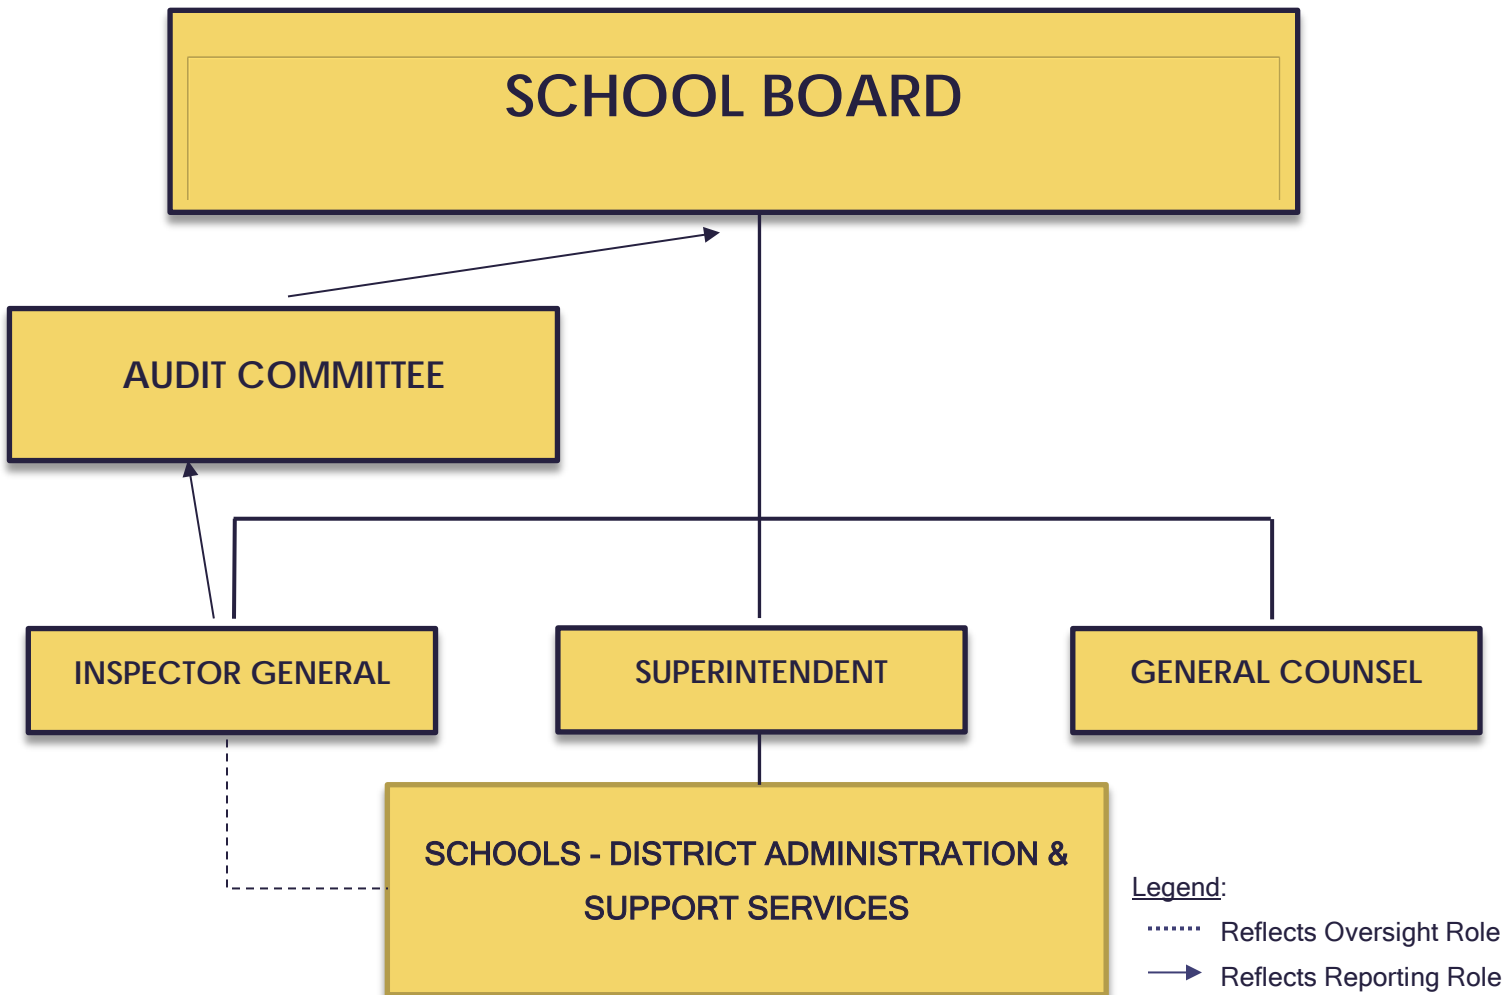 SCHOOL BOARD
AUDIT COMMITTEE
INSPECTOR GENERAL
SUPERINTENDENT
GENERAL COUNSEL
SCHOOLS - DISTRICT ADMINISTRATION &
SUPPORT SERVICES
Legend:
Reflects Oversight Role
Reflects Reporting Role